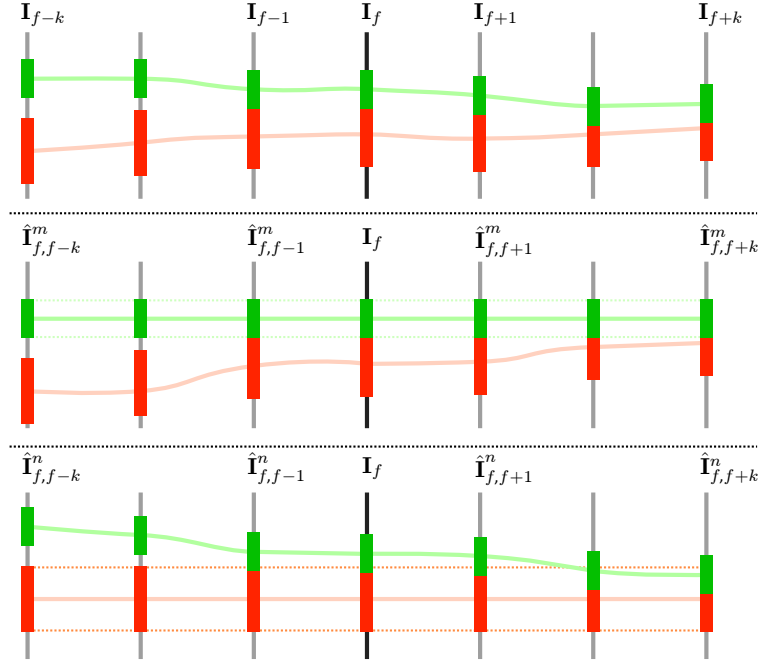 I_{f−k} I_{f−1} I_f I_{f+1} I_{f+k}
Î^m_{f,f−k} Î^m_{f,f−1} I_f Î^m_{f,f+1} Î^m_{f,f+k}
Î^n_{f,f−k} Î^n_{f,f−1} I_f Î^n_{f,f+1} Î^n_{f,f+k}